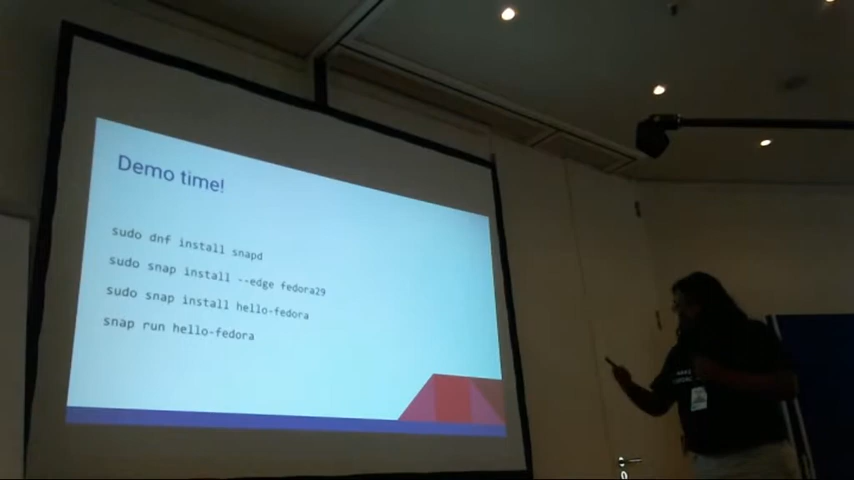 Demo time!
sudo dnf install snapd
sudo snap install --edge fedora29
sudo snap install hello-fedora
snap run hello-fedora